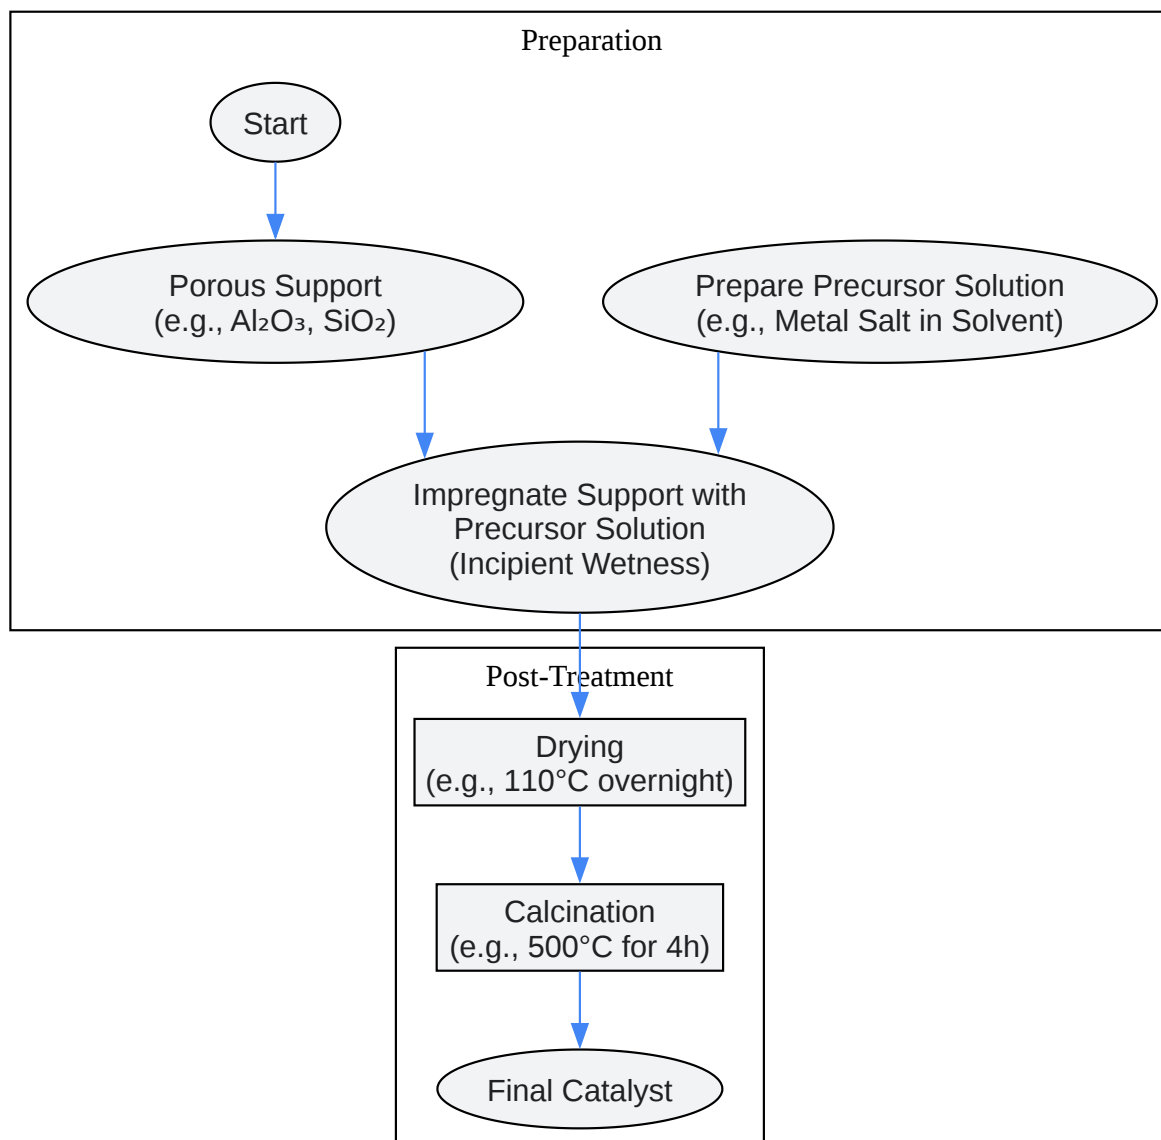 Preparation
Start
Porous Support
(e.g., Al₂O₃, SiO₂)
Prepare Precursor Solution
(e.g., Metal Salt in Solvent)
Impregnate Support with
Precursor Solution
(Incipient Wetness)
Post-Treatment
Drying
(e.g., 110°C overnight)
Calcination
(e.g., 500°C for 4h)
Final Catalyst